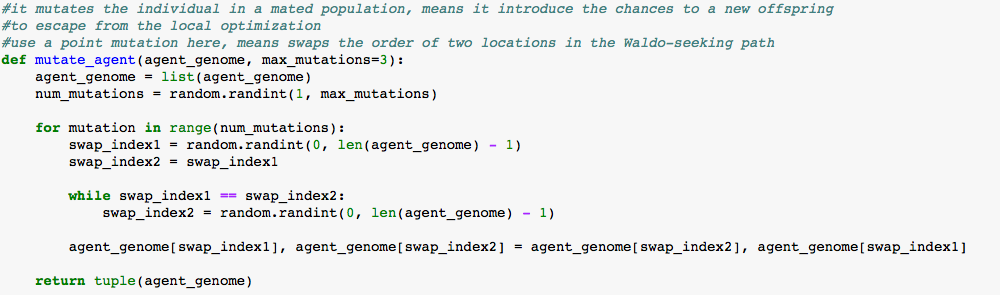 #it mutates the individual in a mated population, means it introduce the chances to a new offspring
#to escape from the local optimization
#use a point mutation here, means swaps the order of two locations in the Waldo-seeking path
def mutate_agent(agent_genome, max_mutations=3):
    agent_genome = list(agent_genome)
    num_mutations = random.randint(1, max_mutations)

    for mutation in range(num_mutations):
        swap_index1 = random.randint(0, len(agent_genome) - 1)
        swap_index2 = swap_index1

        while swap_index1 == swap_index2:
            swap_index2 = random.randint(0, len(agent_genome) - 1)

        agent_genome[swap_index1], agent_genome[swap_index2] = agent_genome[swap_index2], agent_genome[swap_index1]

    return tuple(agent_genome)